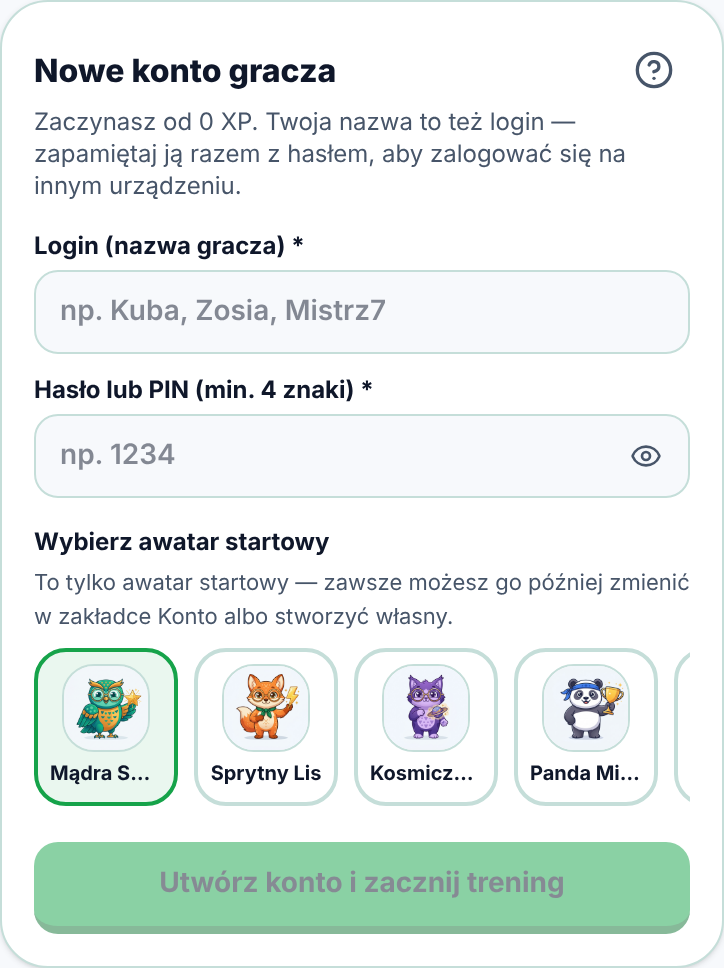 Nowe konto gracza
Zaczynasz od 0 XP. Twoja nazwa to też login —
zapamiętaj ją razem z hasłem, aby zalogować się na
innym urządzeniu.
Login (nazwa gracza) *
np. Kuba, Zosia, Mistrz7
Hasło lub PIN (min. 4 znaki) *
np. 1234
Wybierz awatar startowy
To tylko awatar startowy — zawsze możesz go później zmienić
w zakładce Konto albo stworzyć własny.
Mądra S... Sprytny Lis Kosmicz... Panda Mi...
Utwórz konto i zacznij trening